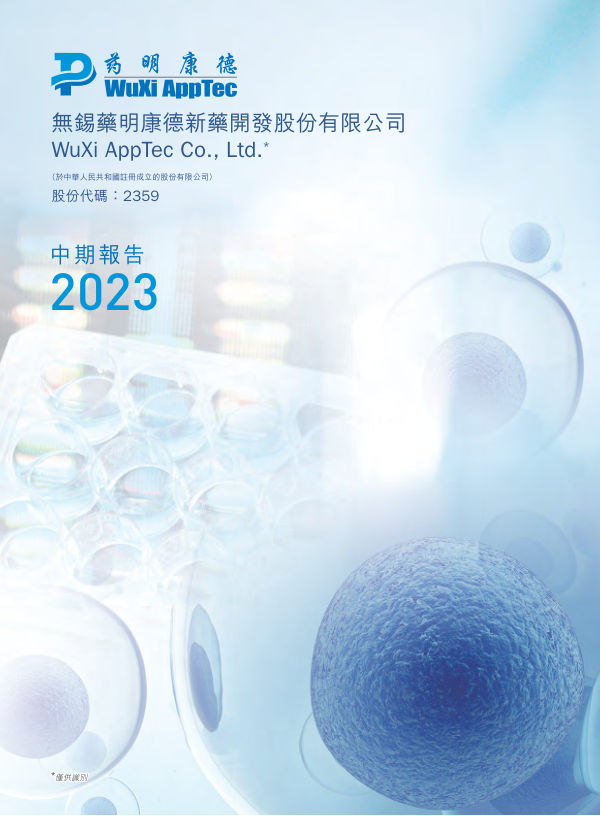 药明康德
WuXi AppTec
無錫藥明康德新藥開發股份有限公司
WuXi AppTec Co., Ltd.*
（於中華人民共和國註冊成立的股份有限公司）
股份代碼：2359
中期報告
2023
*僅供識別